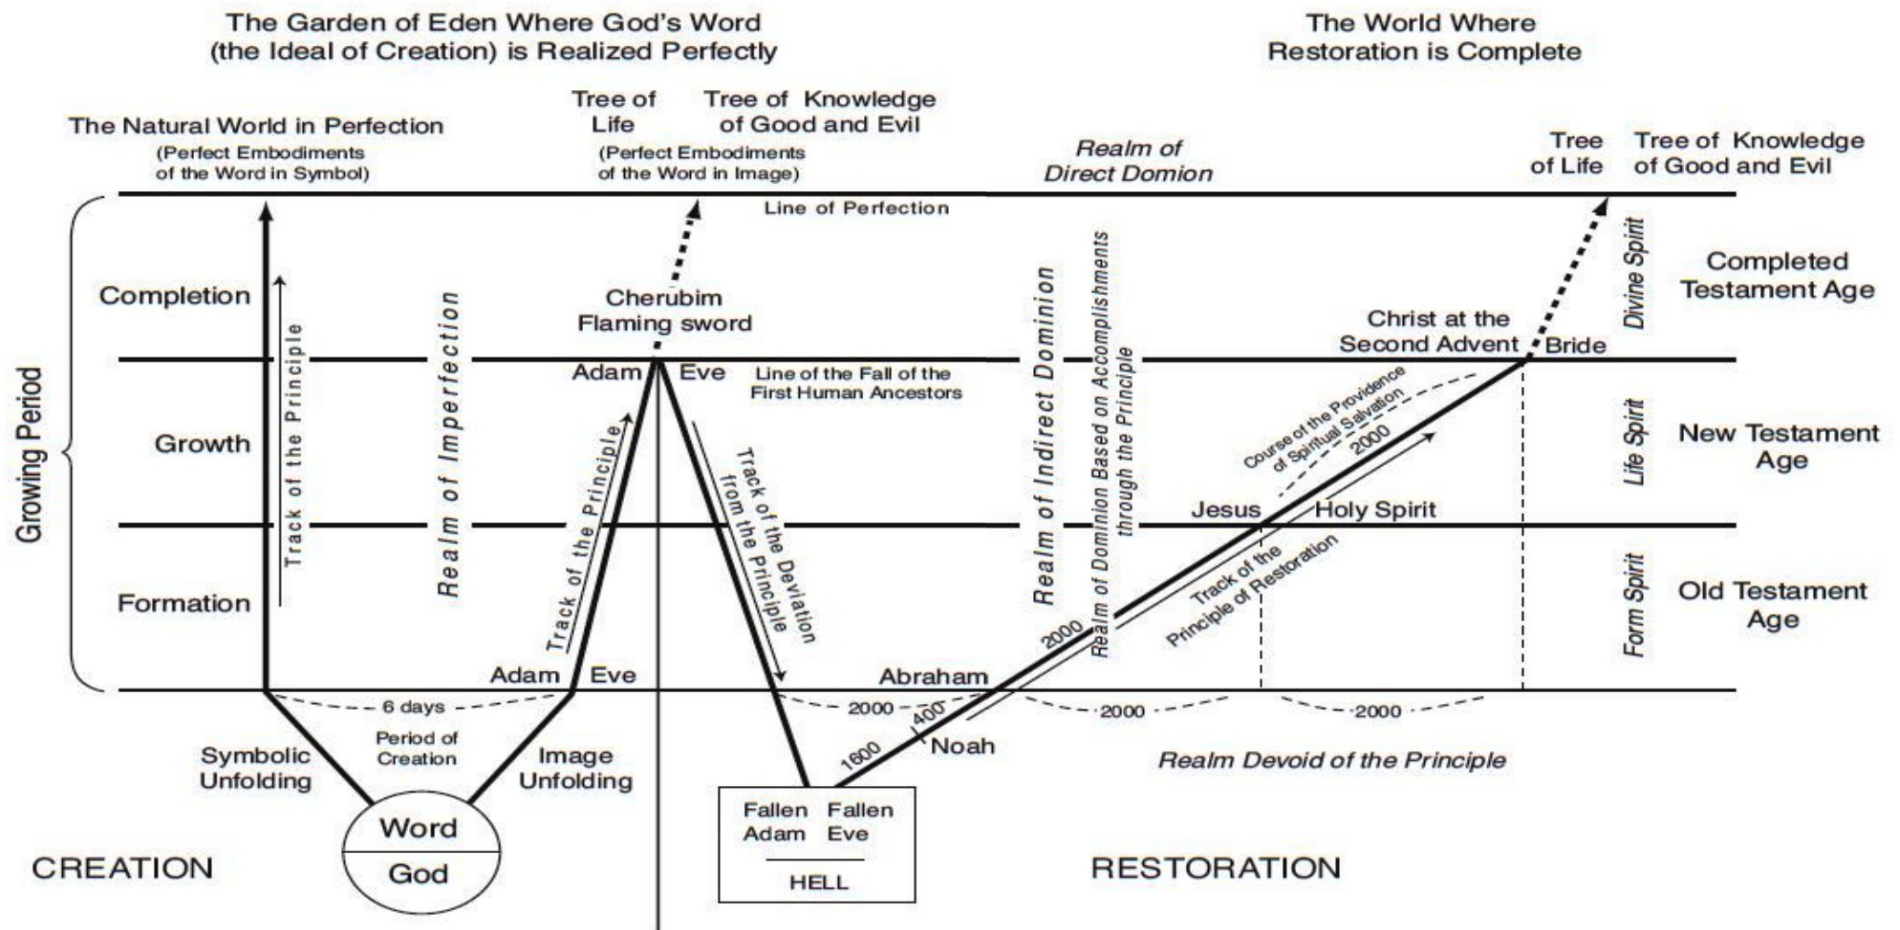 The Garden of Eden Where God's Word
(the Ideal of Creation) is Realized Perfectly
The World Where
Restoration is Complete
The Natural World in Perfection
(Perfect Embodiments
of the Word in Symbol)
Tree of
Life
Tree of Knowledge
of Good and Evil
(Perfect Embodiments
of the Word in Image)
Realm of
Direct Domion
Tree
of Life
Tree of Knowledge
of Good and Evil
Line of Perfection
Growing Period
Completion
Growth
Formation
Track of the Principle
Realm of Imperfection
Cherubim
Flaming sword
Adam
Eve
Line of the Fall of the
First Human Ancestors
Track of the Principle
Track of the Deviation
from the Principle
Realm of Indirect Dominion
Realm of Dominion Based on Accomplishments
through the Principle
Christ at the
Second Advent
Bride
Course of the Providence
of Spiritual Salvation
2000
Jesus
Holy Spirit
Track of the
Principle of Restoration
2000
Divine Spirit
Life Spirit
Form Spirit
Completed
Testament Age
New Testament
Age
Old Testament
Age
Adam
Eve
Abraham
6 days
2000
400
2000
2000
Period of
Creation
Symbolic
Unfolding
Image
Unfolding
1600
Noah
Realm Devoid of the Principle
Word
God
Fallen Fallen
Adam Eve
HELL
CREATION
RESTORATION